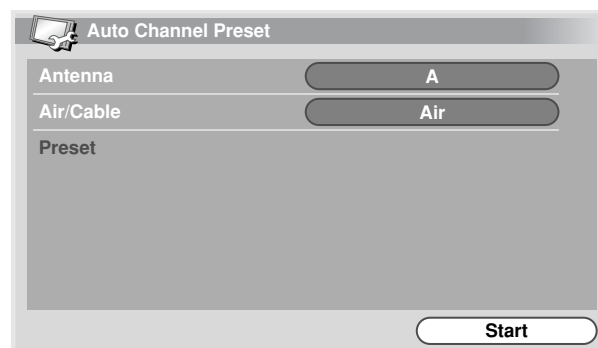 Auto Channel Preset
Antenna A
Air/Cable Air
Preset
Start